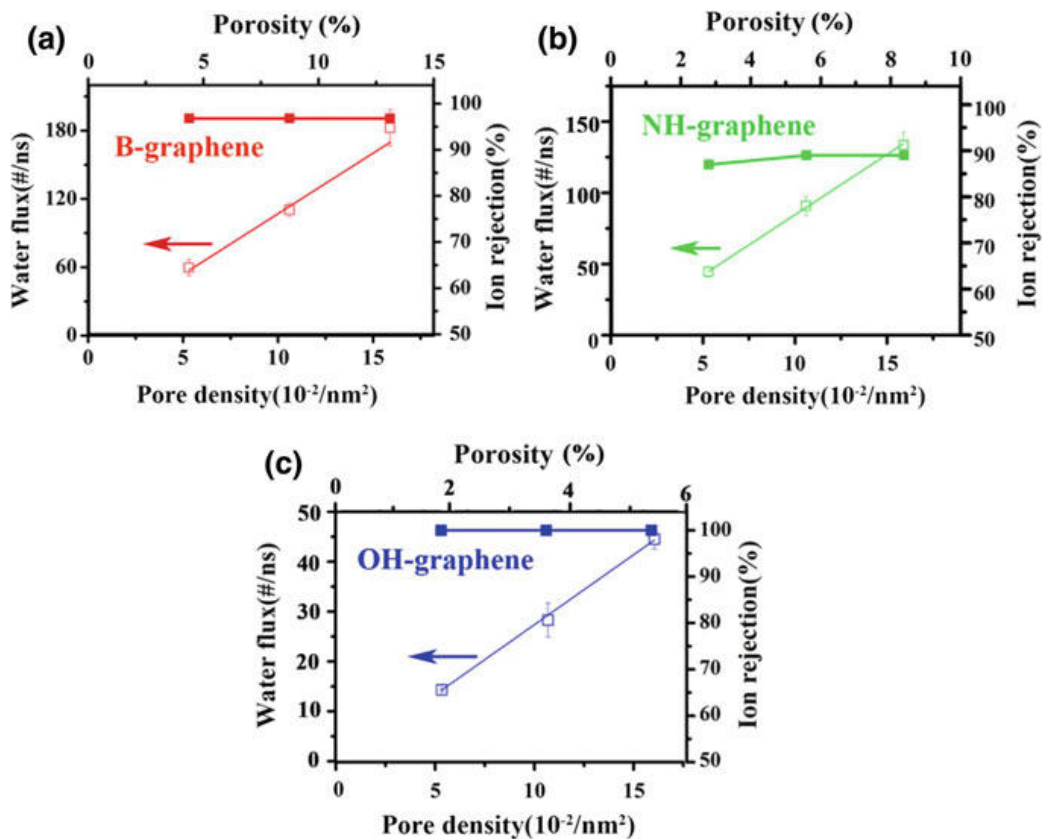 (a)
Porosity (%)
0 5 10 15
Water flux(#/ns)
180
120
60
0
B-graphene
100
90
80
70
60
50
Ion rejection(%)
0 5 10 15
Pore density(10⁻²/nm²)
(b)
Porosity (%)
0 2 4 6 8 10
Water flux(#/ns)
150
100
50
0
NH-graphene
100
90
80
70
60
50
Ion rejection(%)
0 5 10 15
Pore density(10⁻²/nm²)
(c)
Porosity (%)
0 2 4 6
Water flux(#/ns)
50
40
30
20
10
0
OH-graphene
100
90
80
70
60
50
Ion rejection(%)
0 5 10 15
Pore density(10⁻²/nm²)